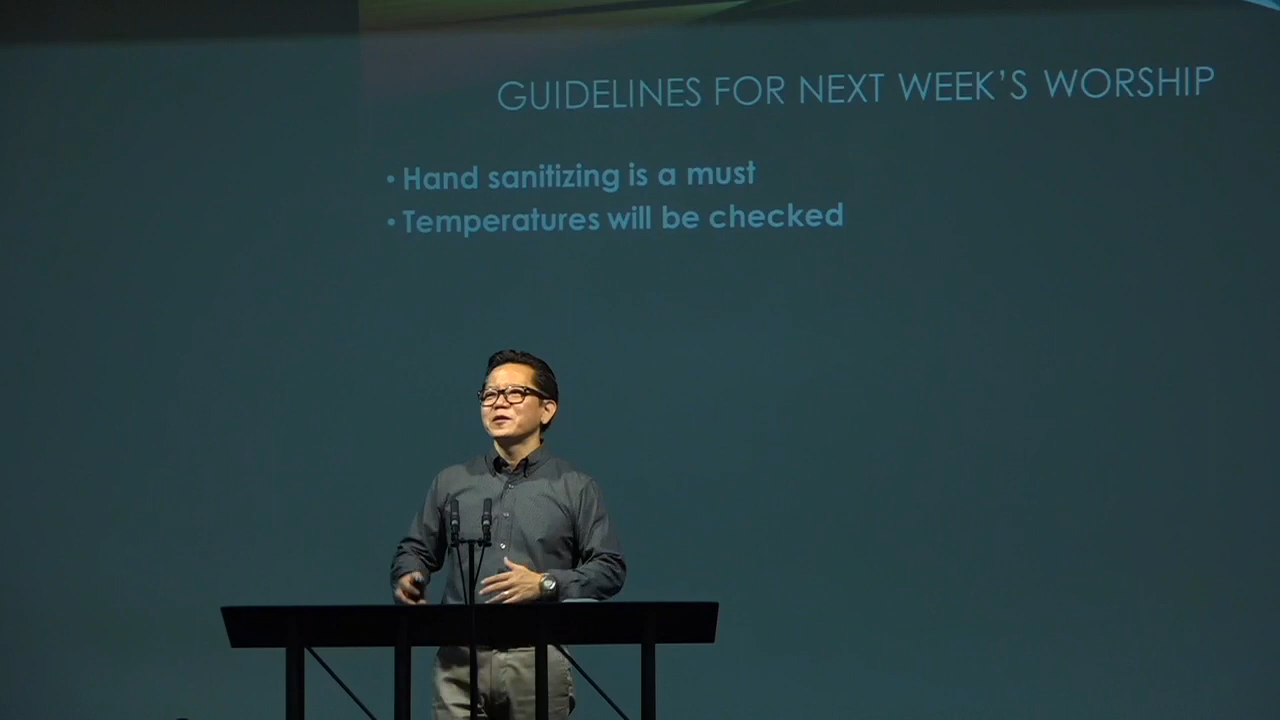 GUIDELINES FOR NEXT WEEK'S WORSHIP
• Hand sanitizing is a must
• Temperatures will be checked